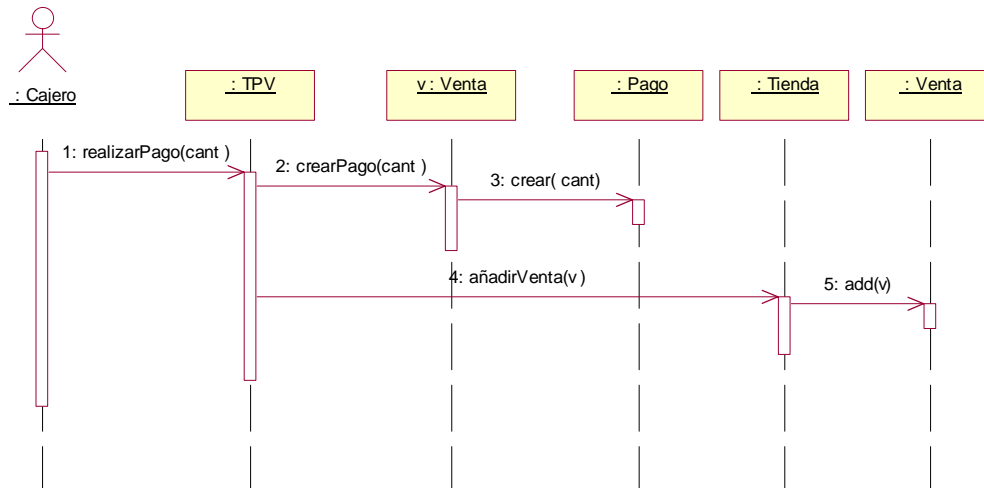 : Cajero
: TPV
v : Venta
: Pago
: Tienda
: Venta
1: realizarPago(cant )
2: crearPago(cant )
3: crear( cant)
4: añadirVenta(v )
5: add(v)